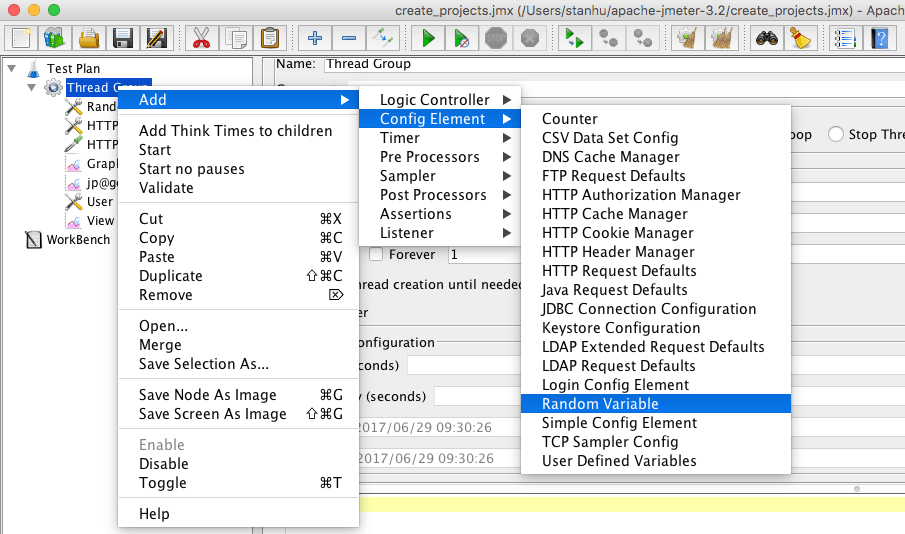 create_projects.jmx (/Users/stanhu/apache-jmeter-3.2/create_projects.jmx) - Apac
Test Plan
Thread Group
Rand
HTTP
HTTP
Graph
jp@g
User
View
WorkBench
Name: Thread Group
Add
Add Think Times to children
Start
Start no pauses
Validate
Cut ⌘X
Copy ⌘C
Paste ⌘V
Duplicate ⇧⌘C
Remove ⌦
Open...
Merge
Save Selection As...
Save Node As Image ⌘G
Save Screen As Image ⇧⌘G
Enable
Disable
Toggle ⌘T
Help
Logic Controller
Config Element
Timer
Pre Processors
Sampler
Post Processors
Assertions
Listener
Counter
CSV Data Set Config
DNS Cache Manager
FTP Request Defaults
HTTP Authorization Manager
HTTP Cache Manager
HTTP Cookie Manager
HTTP Header Manager
HTTP Request Defaults
Java Request Defaults
JDBC Connection Configuration
Keystore Configuration
LDAP Extended Request Defaults
LDAP Request Defaults
Login Config Element
Random Variable
Simple Config Element
TCP Sampler Config
User Defined Variables
oop Stop Thre
Forever 1
hread creation until neede
er
onfiguration
conds)
y (seconds)
2017/06/29 09:30:26
2017/06/29 09:30:26